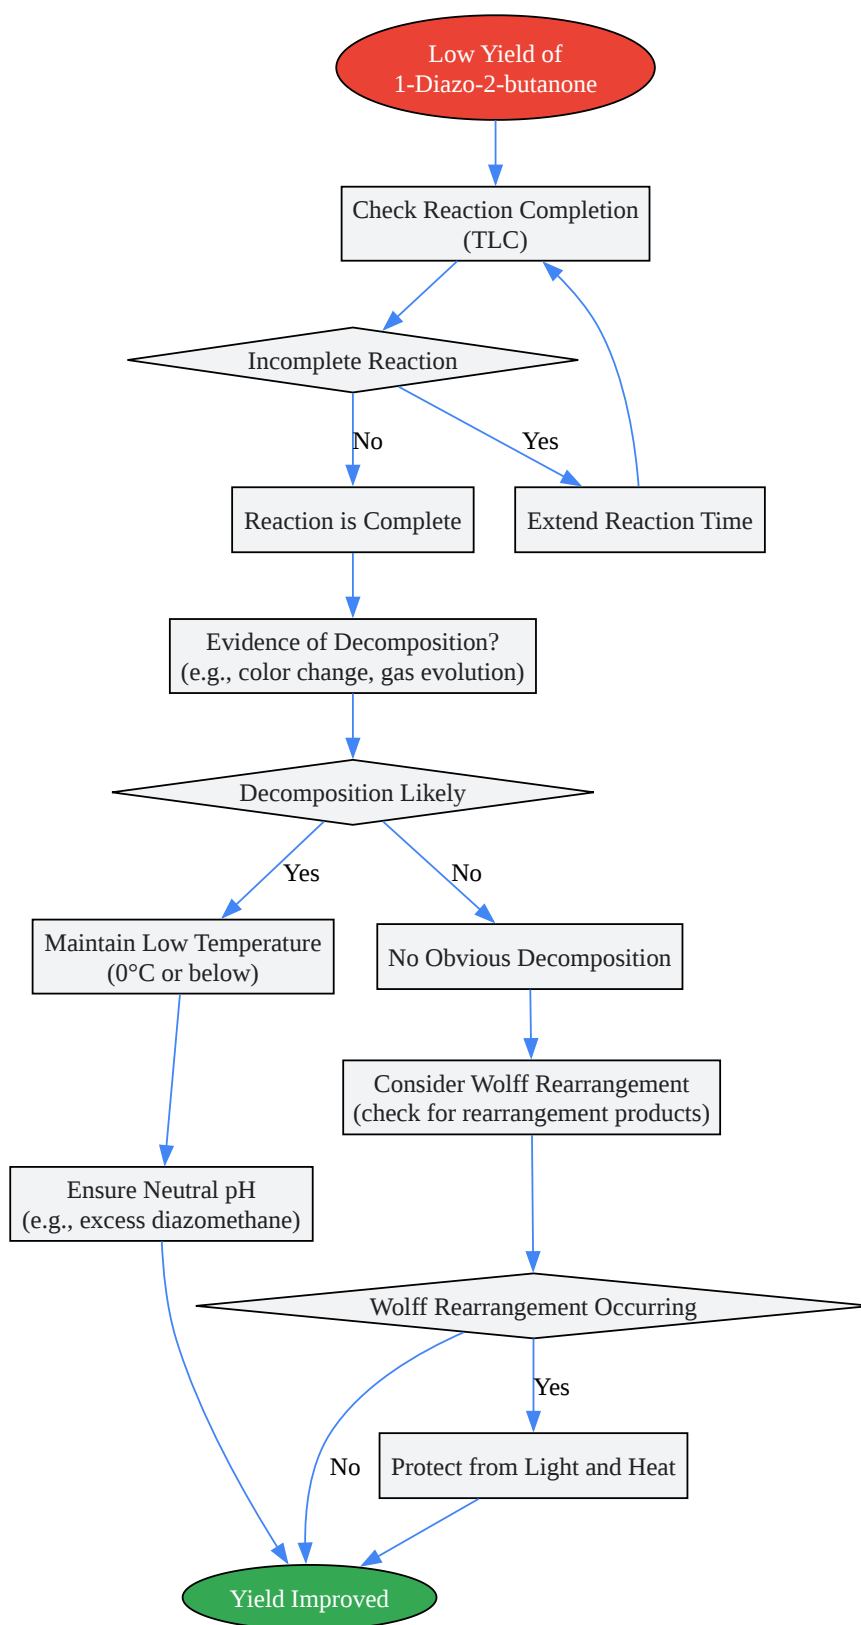 Low Yield of
1-Diazo-2-butanone
Check Reaction Completion
(TLC)
Incomplete Reaction
No
Yes
Reaction is Complete
Extend Reaction Time
Evidence of Decomposition?
(e.g., color change, gas evolution)
Decomposition Likely
Yes
No
Maintain Low Temperature
(0°C or below)
No Obvious Decomposition
Consider Wolff Rearrangement
(check for rearrangement products)
Ensure Neutral pH
(e.g., excess diazomethane)
Wolff Rearrangement Occurring
Yes
No
Protect from Light and Heat
Yield Improved